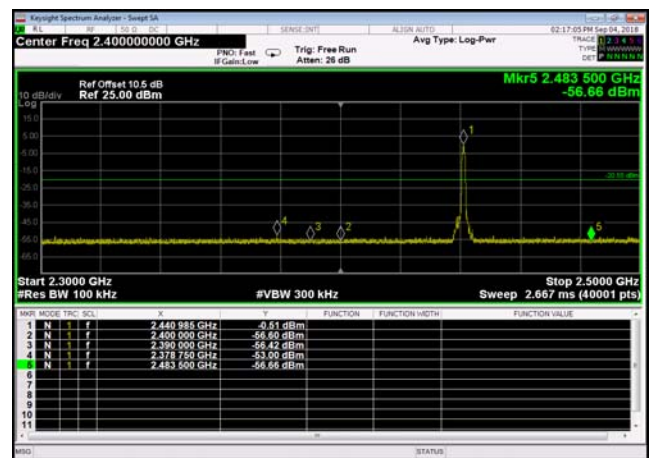 Keysight Spectrum Analyzer - Swept SA
RL RF 50 Ω DC SENSE:INT ALIGN AUTO 02:17:05 PM Sep 04, 2018
Center Freq 2.400000000 GHz
PNO: Fast
IFGain:Low
Trig: Free Run
Atten: 26 dB
Avg Type: Log-Pwr
TRACE 1 2 3 4 5 6
TYPE
DET P N N N N N
Mkr5 2.483 500 GHz
-56.66 dBm
Ref Offset 10.5 dB
10 dB/div Ref 25.00 dBm
Log
15.0
5.00
-5.00
-15.0
-25.0
-35.0
-45.0
-55.0
-65.0
1
2
3
4
5
Start 2.3000 GHz Stop 2.5000 GHz
#Res BW 100 kHz #VBW 300 kHz Sweep 2.667 ms (40001 pts)
MKR MODE TRC SCL X Y FUNCTION FUNCTION WIDTH FUNCTION VALUE
1 N 1 f 2.440 985 GHz -0.51 dBm
2 N 1 f 2.400 000 GHz -56.60 dBm
3 N 1 f 2.390 000 GHz -56.42 dBm
4 N 1 f 2.378 750 GHz -53.00 dBm
5 N 1 f 2.483 500 GHz -56.66 dBm
6
7
8
9
10
11
MSG STATUS